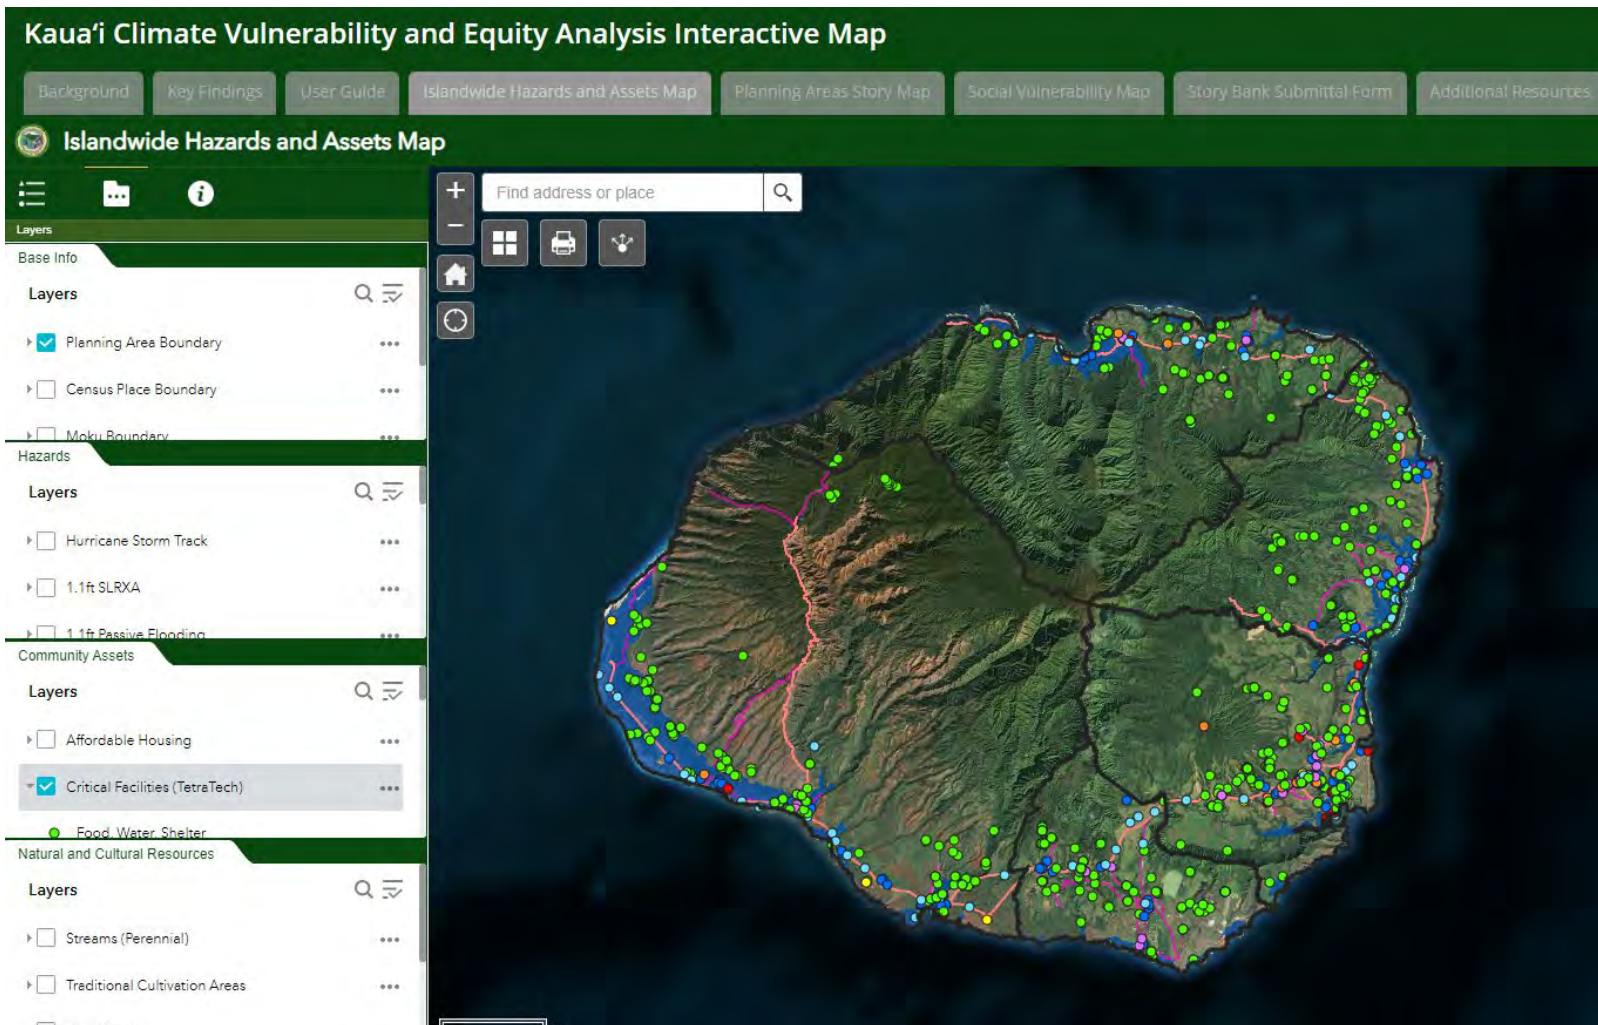 Kauaʻi Climate Vulnerability and Equity Analysis Interactive Map
Background Key Findings User Guide Islandwide Hazards and Assets Map Planning Areas Story Map Social Vulnerability Map Story Bank Submittal Form Additional Resources
Islandwide Hazards and Assets Map
Find address or place
Layers
Base Info
Layers
Planning Area Boundary
Census Place Boundary
Moku Boundary
Hazards
Layers
Hurricane Storm Track
1.1ft SLRXA
1.1ft Passive Flooding
Community Assets
Layers
Affordable Housing
Critical Facilities (TetraTech)
Food, Water, Shelter
Natural and Cultural Resources
Layers
Streams (Perennial)
Traditional Cultivation Areas